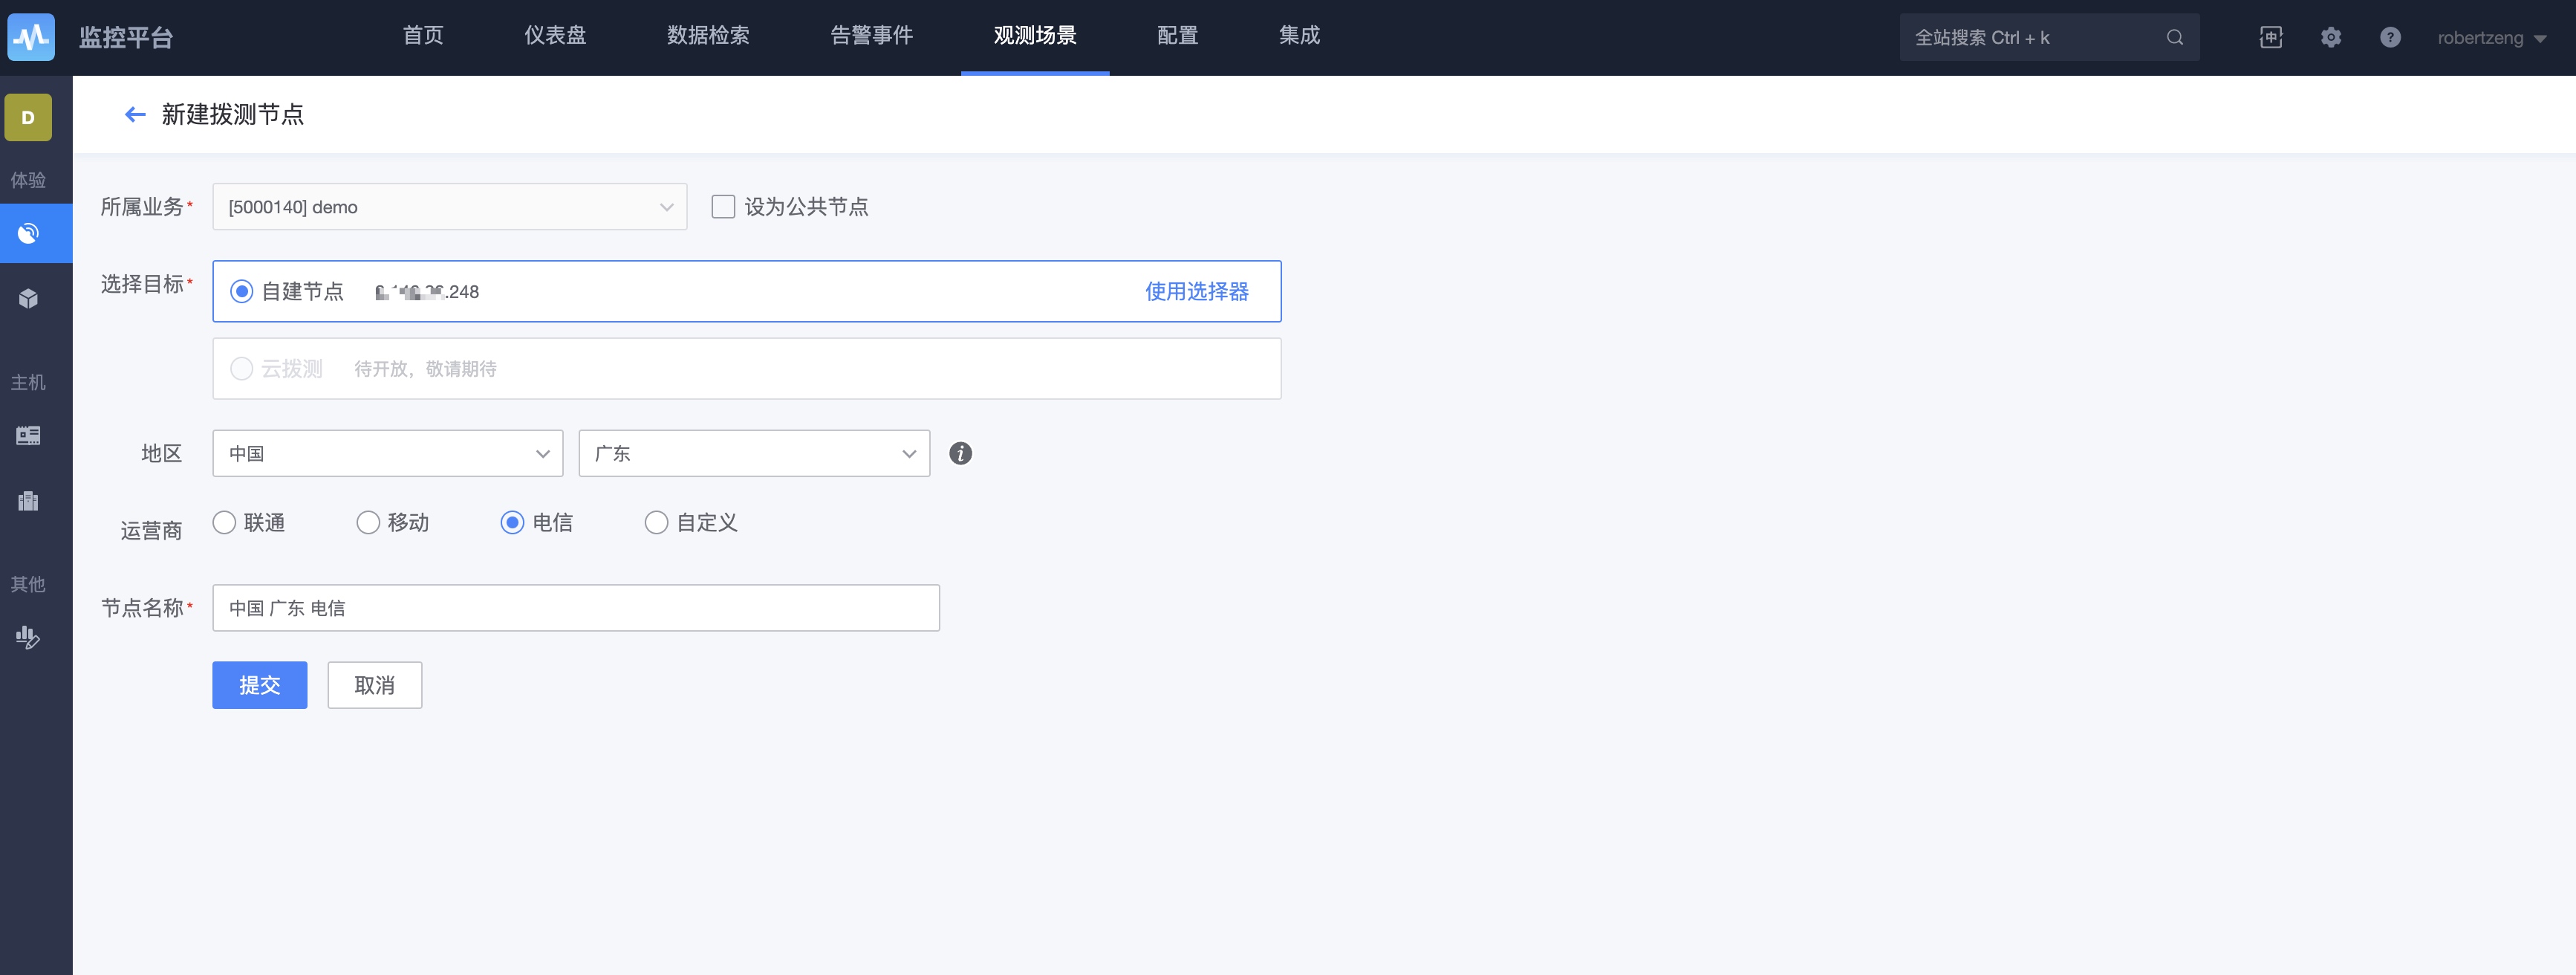 监控平台
首页
仪表盘
数据检索
告警事件
观测场景
配置
集成
全站搜索 Ctrl + k
中
?
robertzeng
D
新建拨测节点
体验
所属业务*
[5000140] demo
设为公共节点
选择目标*
自建节点
.248
使用选择器
云拨测
待开放，敬请期待
主机
地区
中国
广东
i
运营商
联通
移动
电信
自定义
其他
节点名称*
中国 广东 电信
提交
取消